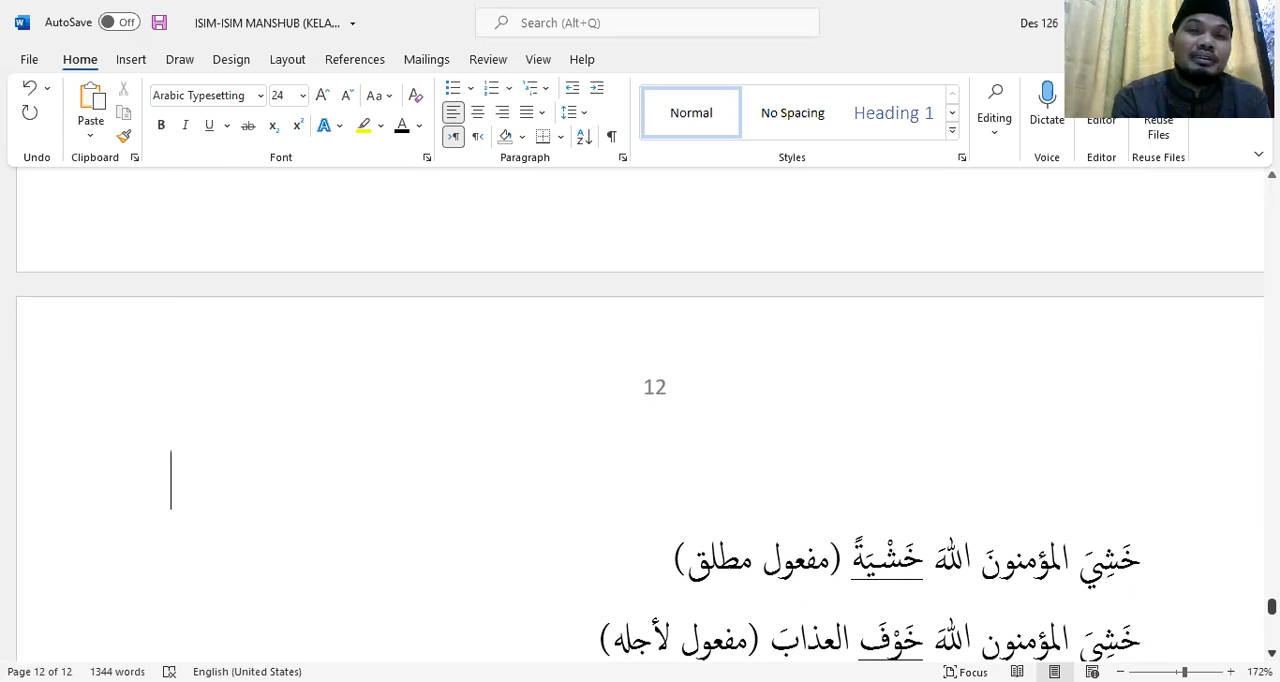 AutoSave Off ISIM-ISIM MANSHUB (KELA... Search (Alt+Q) Des 126
File Home Insert Draw Design Layout References Mailings Review View Help
Paste Arabic Typesetting 24 Aa Normal No Spacing Heading 1 Editing Dictate Editor Reuse Files
Undo Clipboard Font Paragraph Styles Voice Editor Reuse Files
12
خَشِيَ المؤمنونَ اللهَ خَشْيَةً (مفعول مطلق)
خَشِيَ المؤمنون اللهَ خَوْفَ العذابَ (مفعول لأجله)
Page 12 of 12 1344 words English (United States) Focus 172%